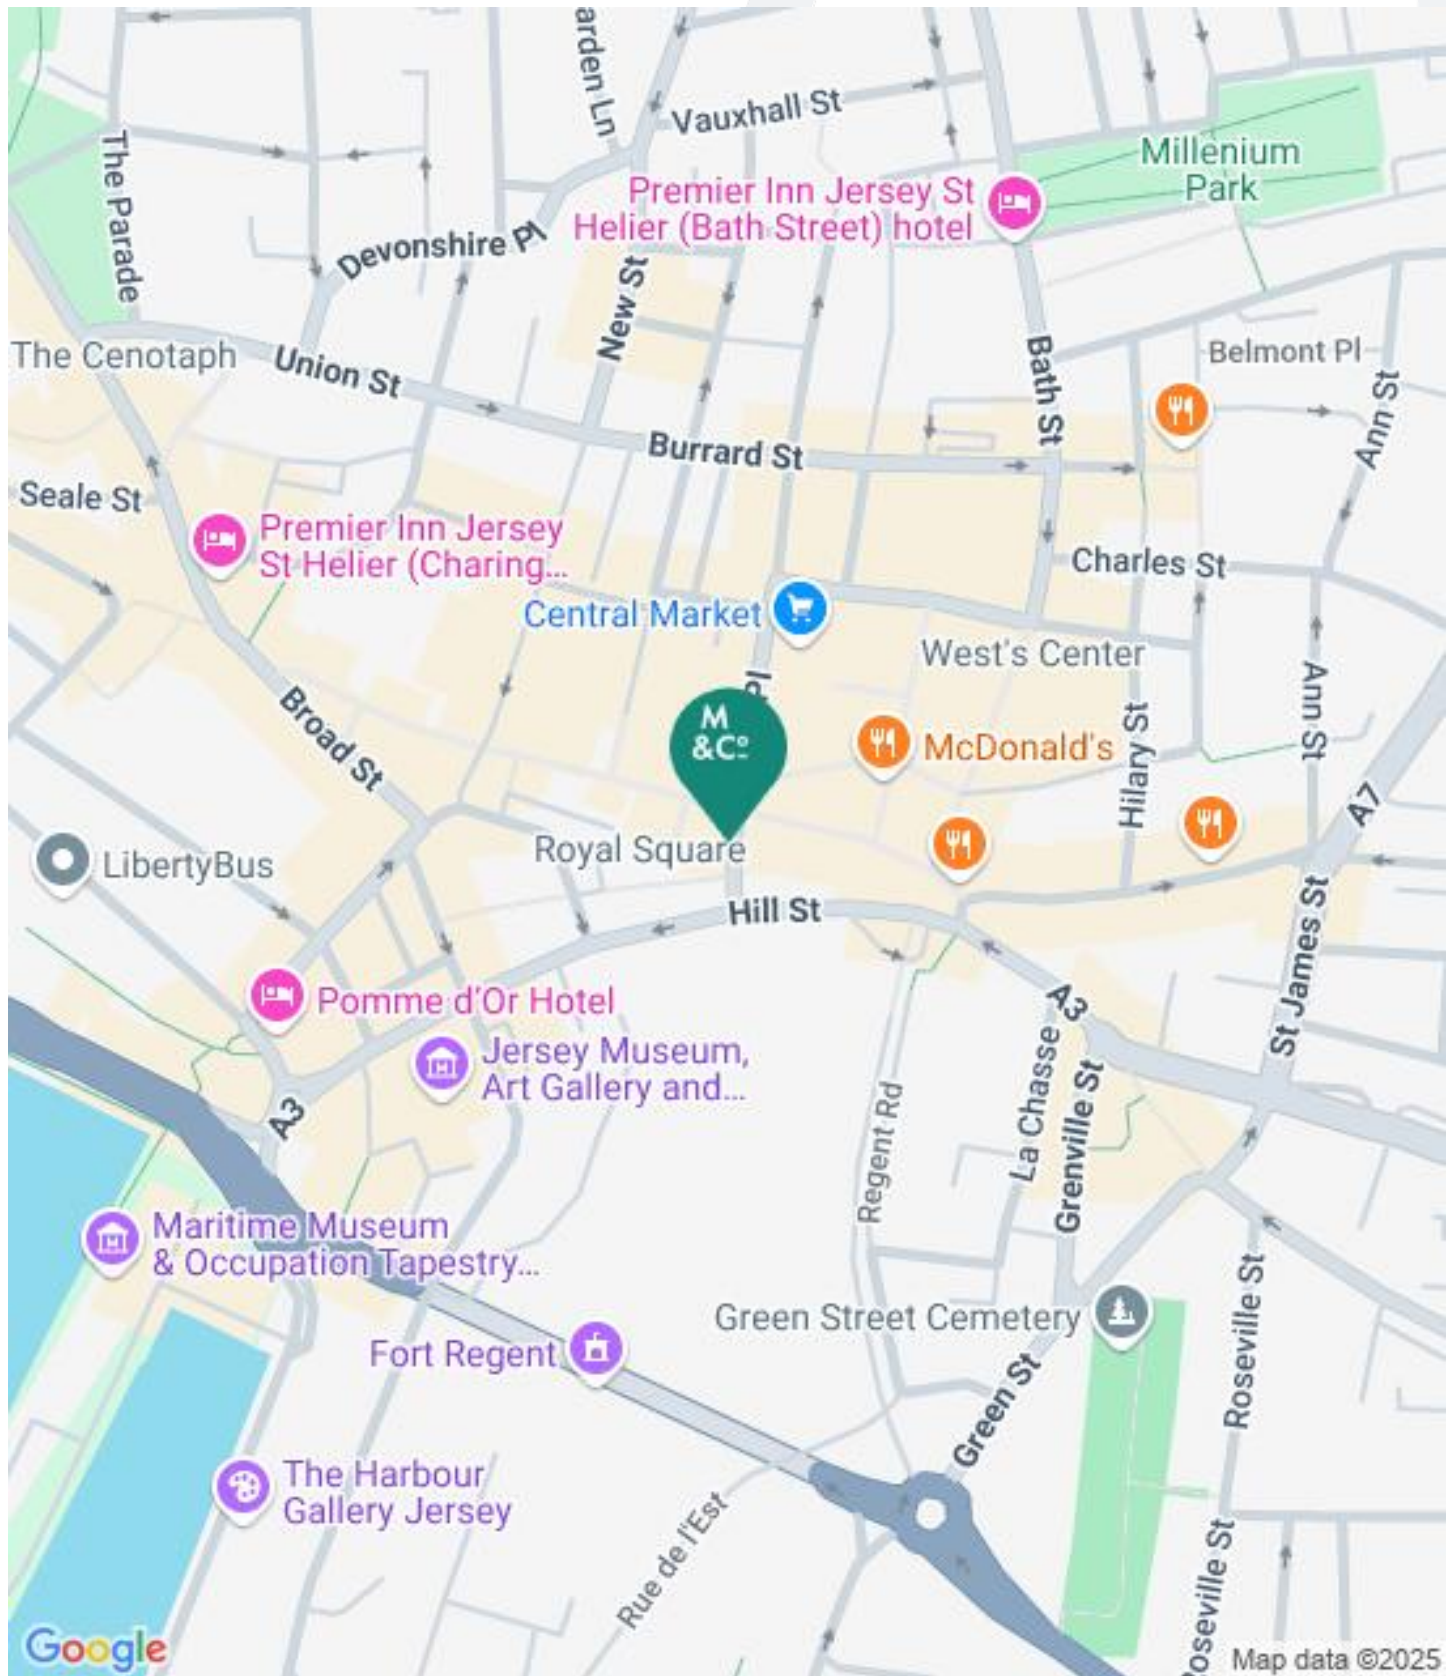 arden Ln
Vauxhall St
Millenium
Park
The Parade
Premier Inn Jersey St
Helier (Bath Street) hotel
Devonshire Pl
New St
The Cenotaph
Union St
Bath St
Belmont Pl
Ann St
Burrard St
Seale St
Premier Inn Jersey
St Helier (Charing...
Charles St
Central Market
West's Center
Pl
Broad St
M
&Co
McDonald's
Hilary St
Ann St
A7
LibertyBus
Royal Square
Hill St
St James St
Pomme d'Or Hotel
A3
Jersey Museum,
Art Gallery and...
La Chasse
Grenville St
Regent Rd
A3
Maritime Museum
& Occupation Tapestry...
Green Street Cemetery
Roseville St
Fort Regent
Green St
The Harbour
Gallery Jersey
Rue de l'Est
oseville St
Google
Map data ©2025